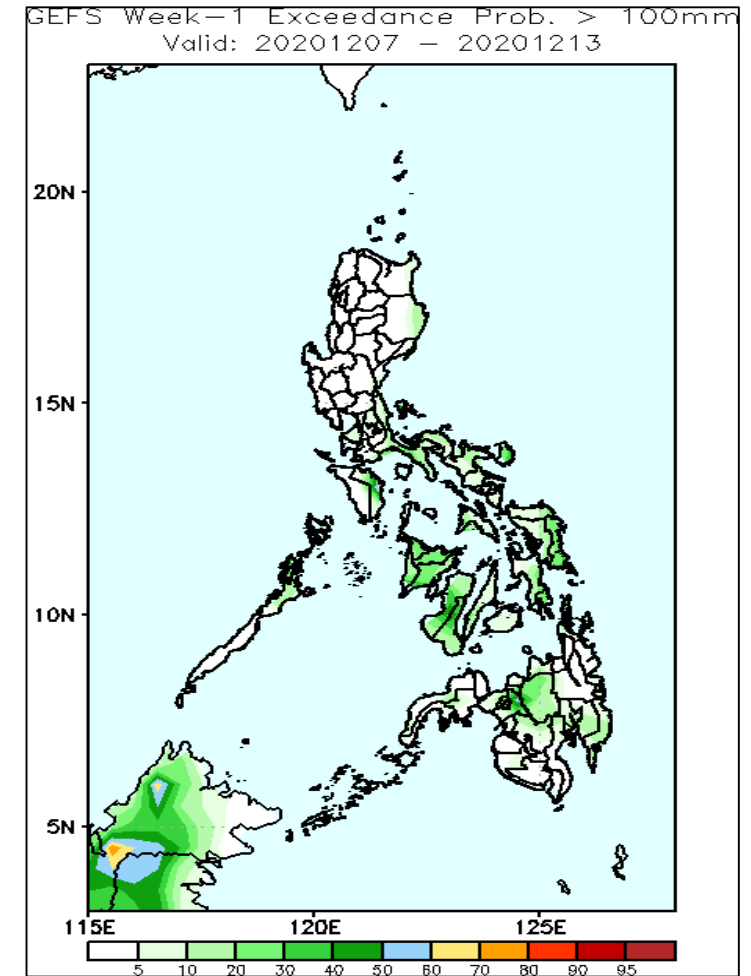 GEFS Week-1 Exceedance Prob. > 100mm
Valid: 20201207 - 20201213
20N
15N
10N
5N
115E 120E 125E
5 10 20 30 40 50 60 70 80 90 95